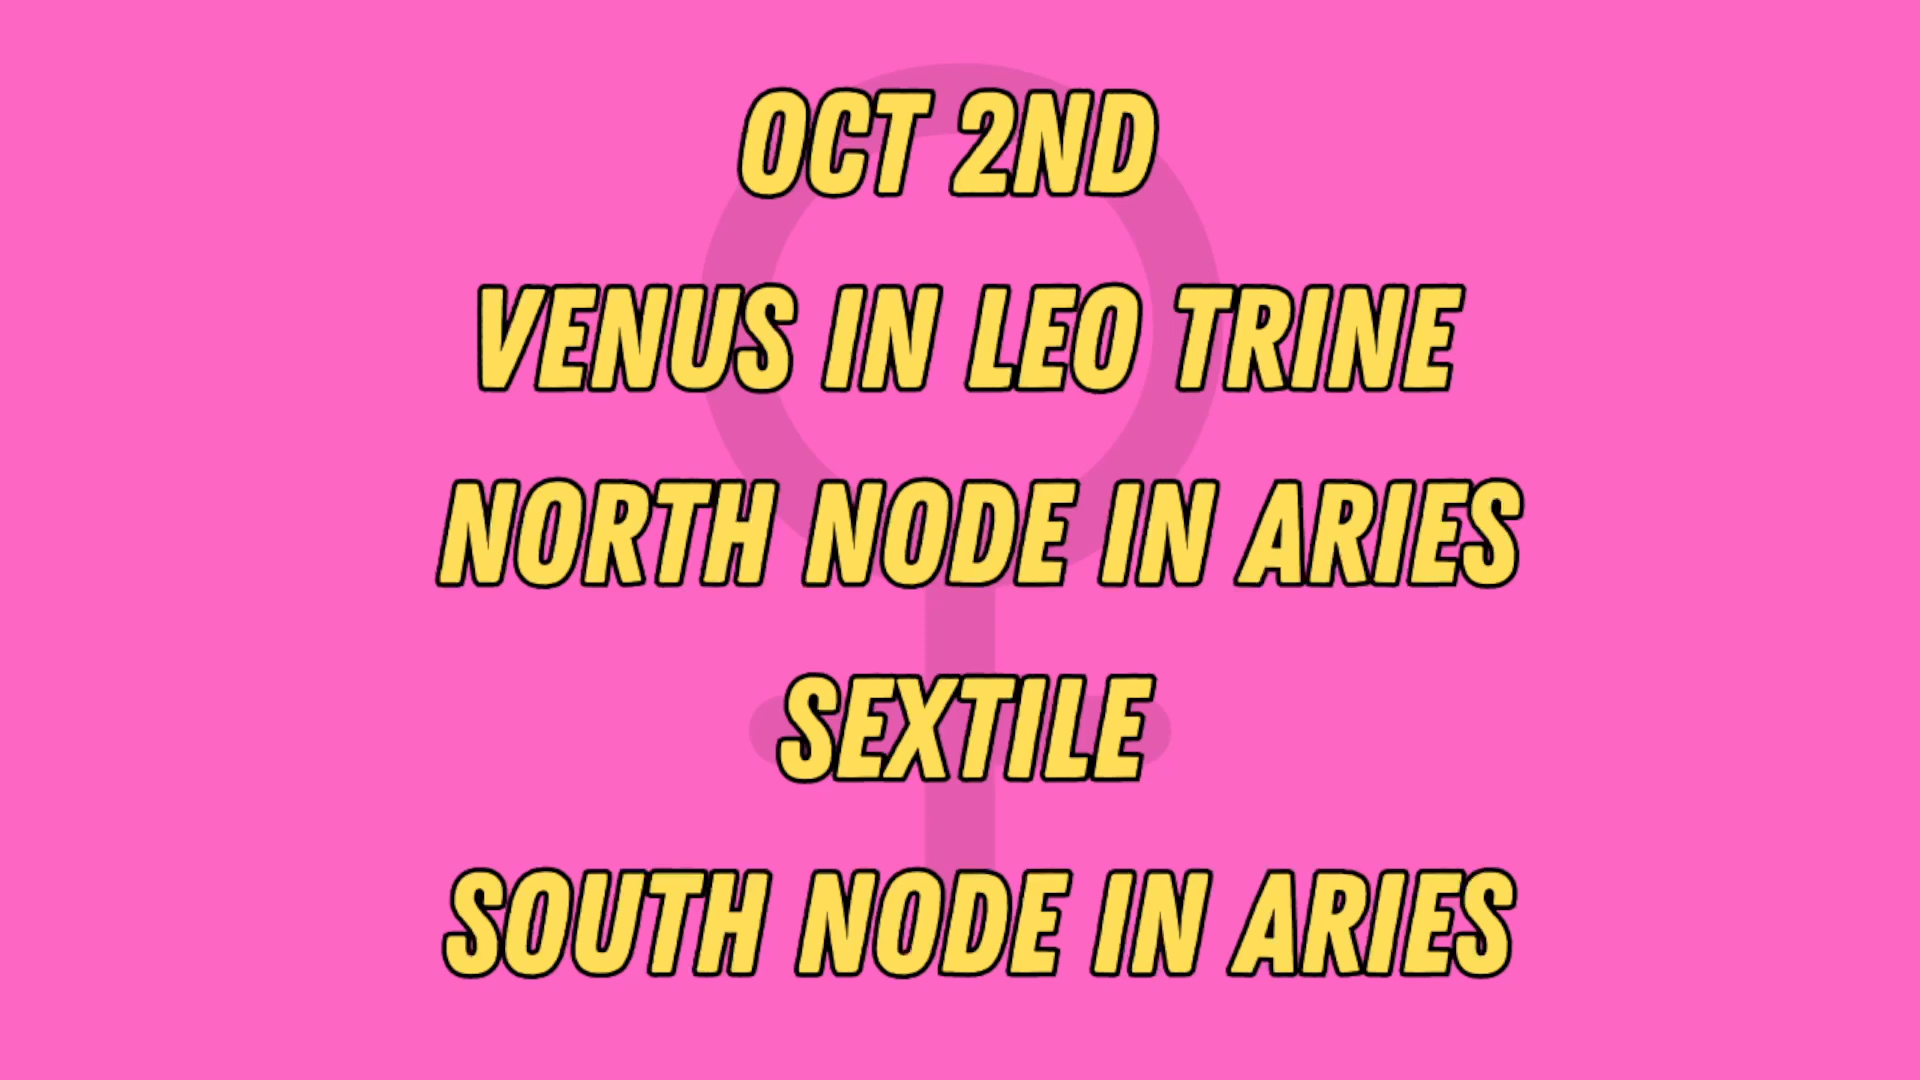 OCT 2ND
VENUS IN LEO TRINE
NORTH NODE IN ARIES
SEXTILE
SOUTH NODE IN ARIES